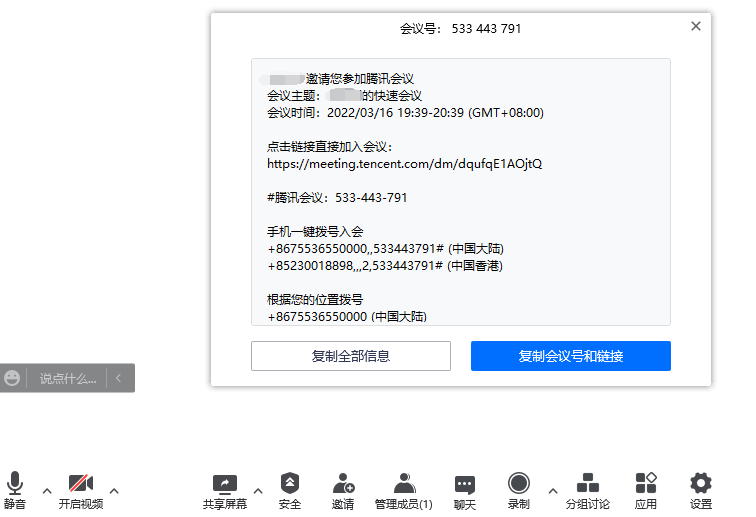 会议号： 533 443 791
邀请您参加腾讯会议
会议主题： 的快速会议
会议时间：2022/03/16 19:39-20:39 (GMT+08:00)
点击链接直接加入会议：
https://meeting.tencent.com/dm/dqufqE1AOjtQ
#腾讯会议：533-443-791
手机一键拨号入会
+8675536550000,,533443791# (中国大陆)
+85230018898,,,2,533443791# (中国香港)
根据您的位置拨号
+8675536550000 (中国大陆)
复制全部信息
复制会议号和链接
说点什么...
静音
开启视频
共享屏幕
安全
邀请
管理成员(1)
聊天
录制
分组讨论
应用
设置